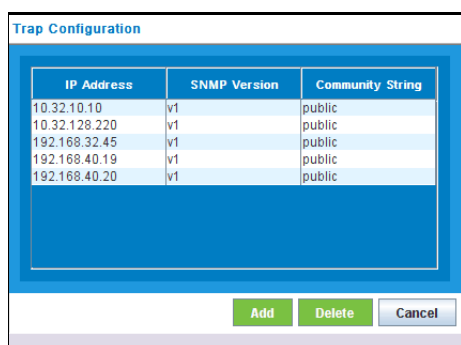 Trap Configuration
IP Address SNMP Version Community String
10.32.10.10 v1 public
10.32.128.220 v1 public
192.168.32.45 v1 public
192.168.40.19 v1 public
192.168.40.20 v1 public
Add Delete Cancel